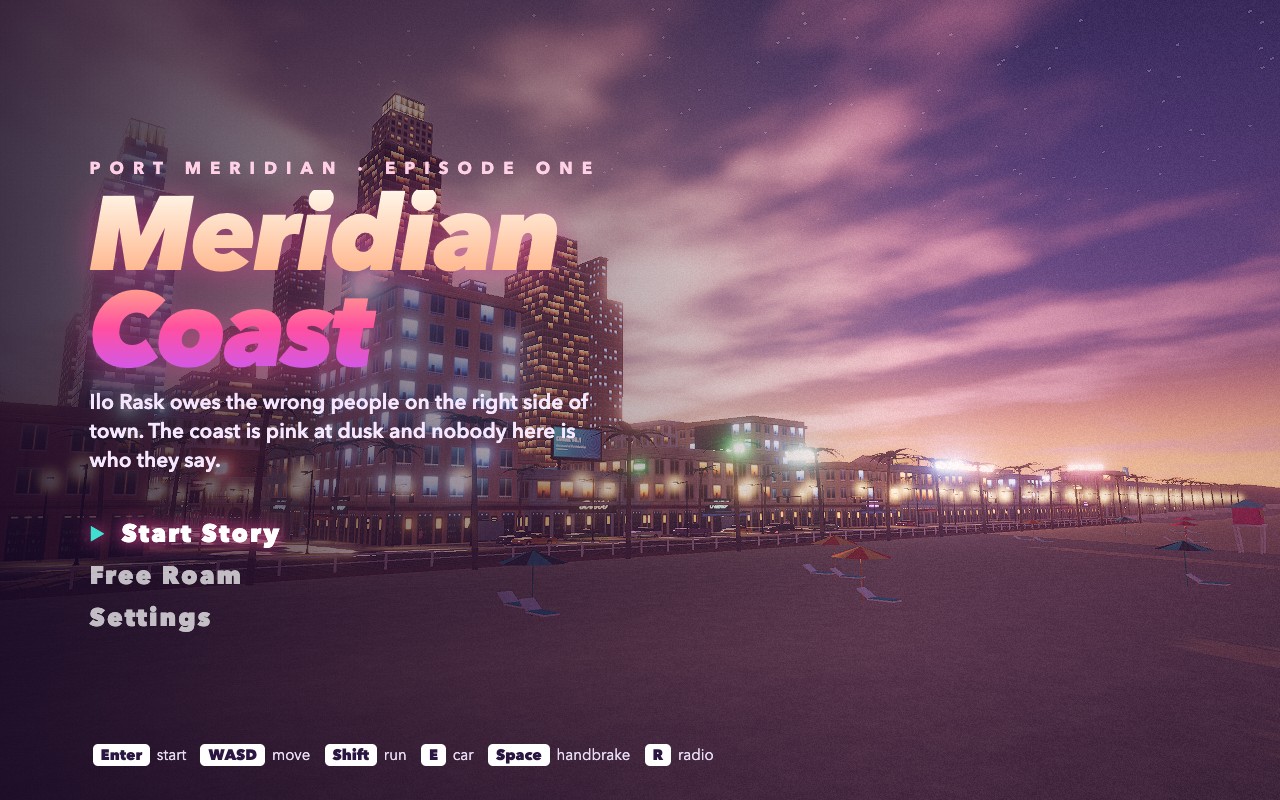 PORT MERIDIAN · EPISODE ONE
Meridian
Coast
Ilo Rask owes the wrong people on the right side of
town. The coast is pink at dusk and nobody here is
who they say.
Start Story
Free Roam
Settings
Enter start WASD move Shift run E car Space handbrake R radio